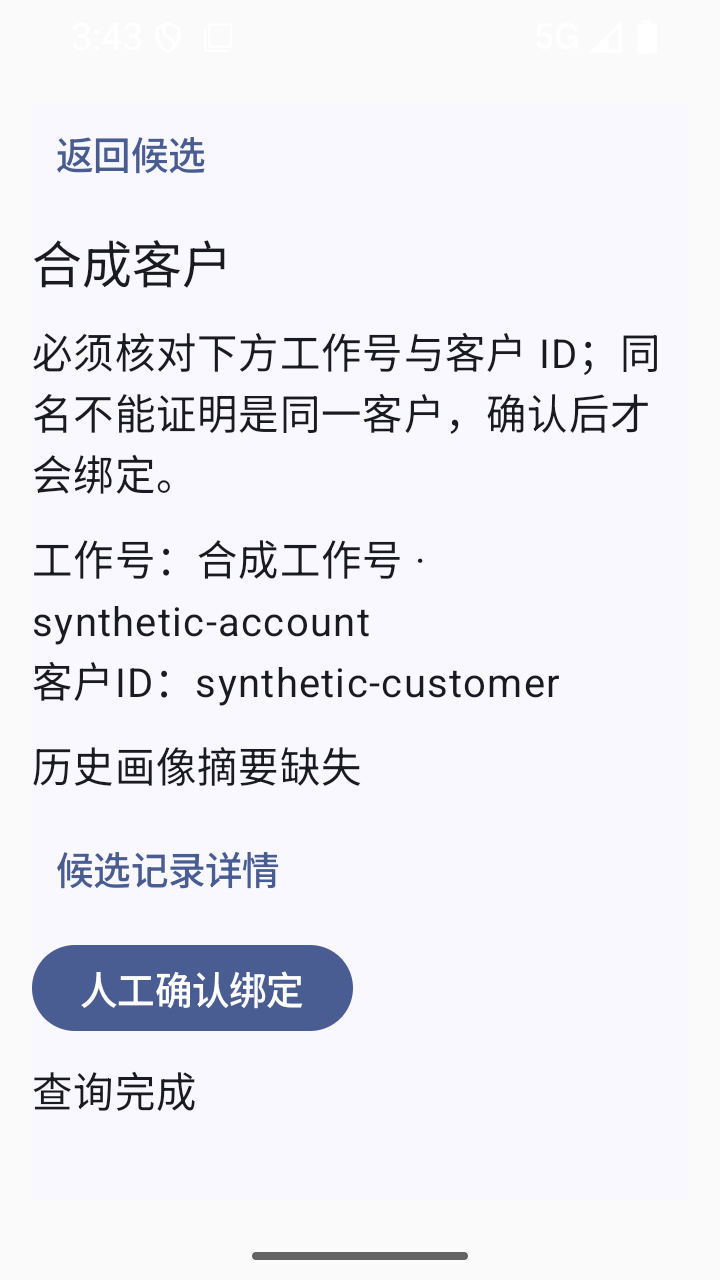 3:43 5G
返回候选
合成客户
必须核对下方工作号与客户 ID；同
名不能证明是同一客户，确认后才
会绑定。
工作号：合成工作号 ·
synthetic-account
客户ID：synthetic-customer
历史画像摘要缺失
候选记录详情
人工确认绑定
查询完成